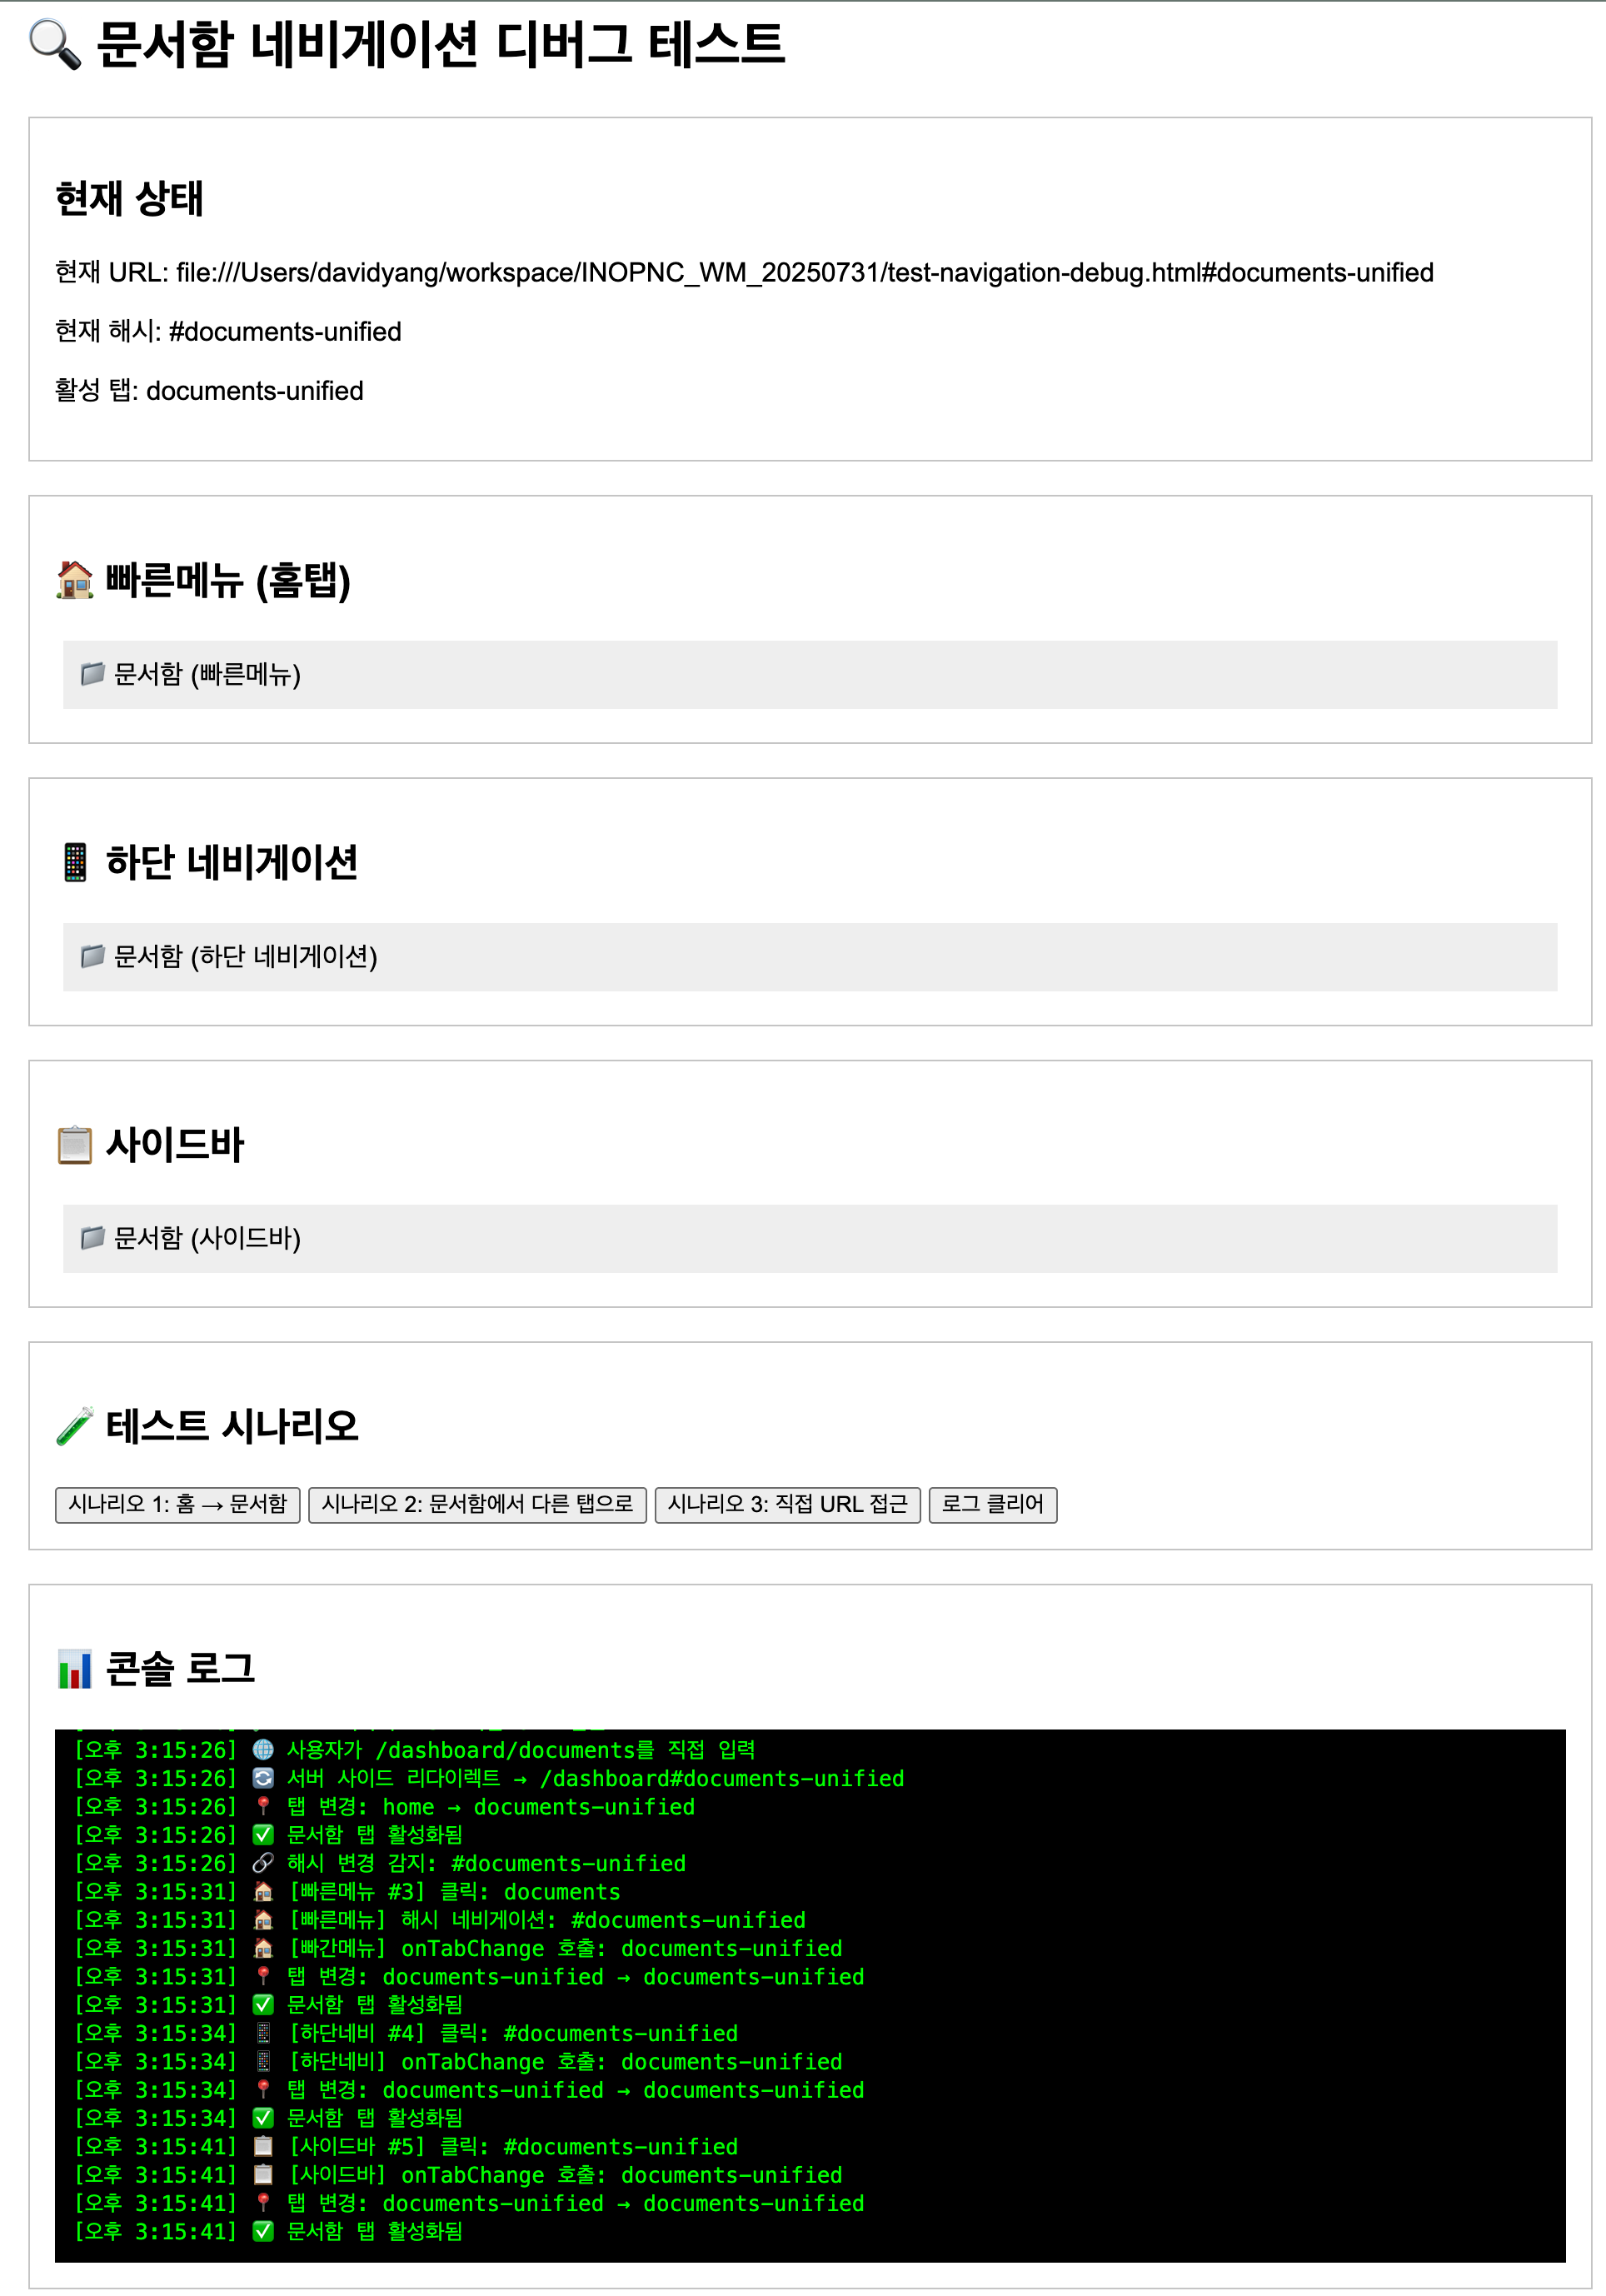 🔍 문서함 네비게이션 디버그 테스트
현재 상태
현재 URL: file:///Users/davidyang/workspace/INOPNC_WM_20250731/test-navigation-debug.html#documents-unified
현재 해시: #documents-unified
활성 탭: documents-unified
🏠 빠른메뉴 (홈탭)
📁 문서함 (빠른메뉴)
📱 하단 네비게이션
📁 문서함 (하단 네비게이션)
📋 사이드바
📁 문서함 (사이드바)
🧪 테스트 시나리오
시나리오 1: 홈 → 문서함 시나리오 2: 문서함에서 다른 탭으로 시나리오 3: 직접 URL 접근 로그 클리어
📊 콘솔 로그
[오후 3:15:26] 🌐 사용자가 /dashboard/documents를 직접 입력
[오후 3:15:26] 🔄 서버 사이드 리다이렉트 → /dashboard#documents-unified
[오후 3:15:26] 📍 탭 변경: home → documents-unified
[오후 3:15:26] ✅ 문서함 탭 활성화됨
[오후 3:15:26] 🔗 해시 변경 감지: #documents-unified
[오후 3:15:31] 🏠 [빠른메뉴 #3] 클릭: documents
[오후 3:15:31] 🏠 [빠른메뉴] 해시 네비게이션: #documents-unified
[오후 3:15:31] 🏠 [빠간메뉴] onTabChange 호출: documents-unified
[오후 3:15:31] 📍 탭 변경: documents-unified → documents-unified
[오후 3:15:31] ✅ 문서함 탭 활성화됨
[오후 3:15:34] 📱 [하단네비 #4] 클릭: #documents-unified
[오후 3:15:34] 📱 [하단네비] onTabChange 호출: documents-unified
[오후 3:15:34] 📍 탭 변경: documents-unified → documents-unified
[오후 3:15:34] ✅ 문서함 탭 활성화됨
[오후 3:15:41] 📋 [사이드바 #5] 클릭: #documents-unified
[오후 3:15:41] 📋 [사이드바] onTabChange 호출: documents-unified
[오후 3:15:41] 📍 탭 변경: documents-unified → documents-unified
[오후 3:15:41] ✅ 문서함 탭 활성화됨